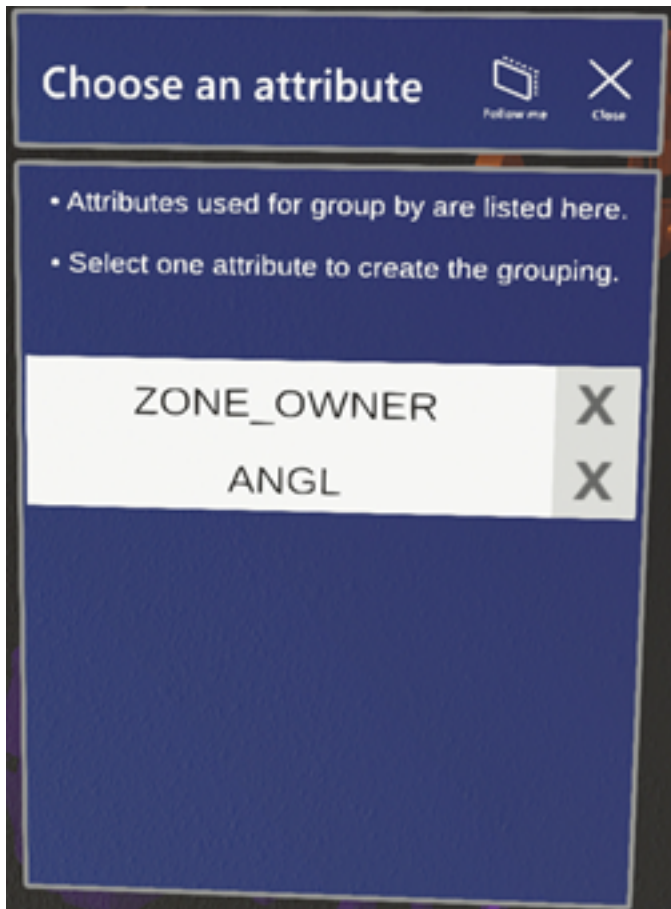 Choose an attribute
Follow me
Close
• Attributes used for group by are listed here.
• Select one attribute to create the grouping.
ZONE_OWNER X
ANGL X